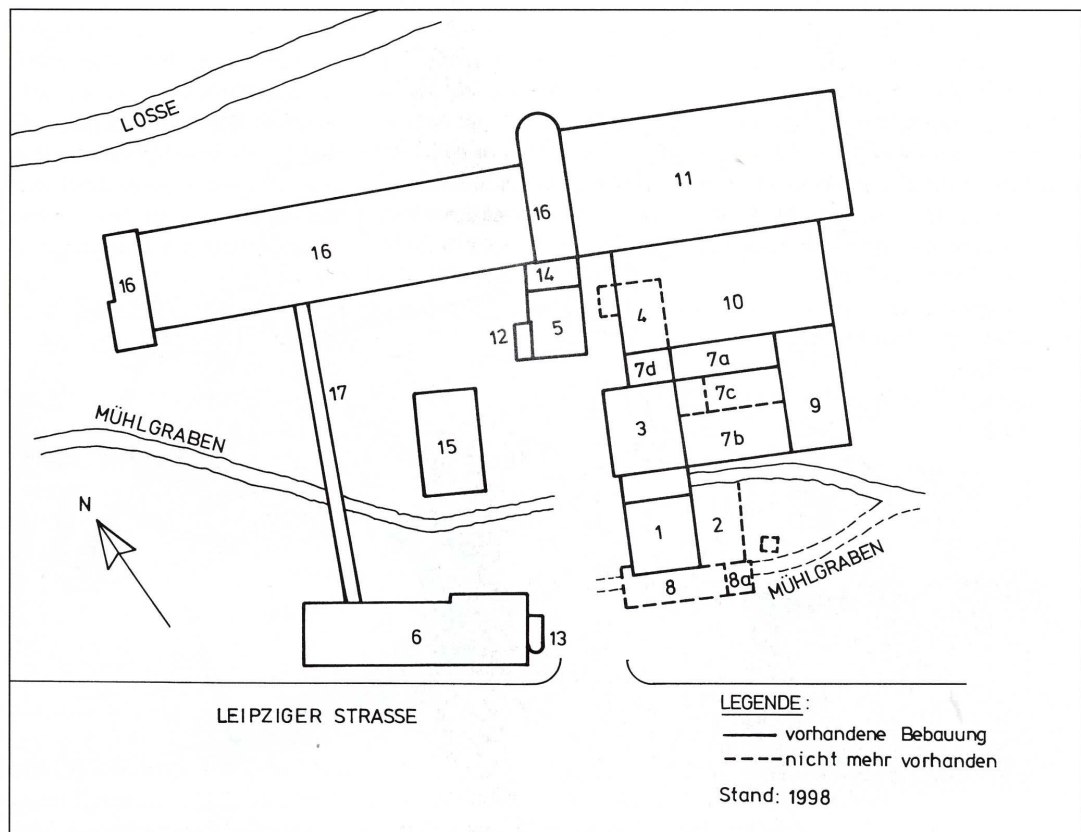 LOSSE
11
16
16
16
14
10
4
12
5
7a
7d
7c
17
3
9
MÜHLGRABEN
15
7b
N
1
2
8
8a
MÜHLGRABEN
6
13
LEIPZIGER STRASSE
LEGENDE:
vorhandene Bebauung
nicht mehr vorhanden
Stand: 1998